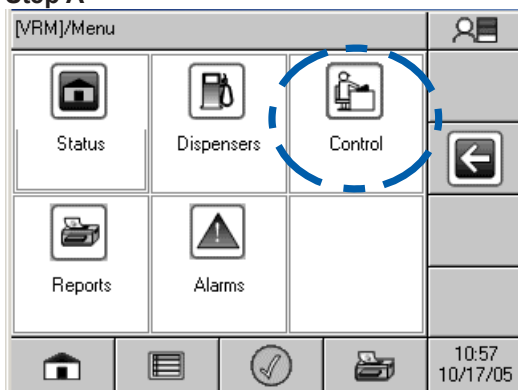 Step A
[VRM]/Menu
Status
Dispensers
Control
Reports
Alarms
10:57
10/17/05